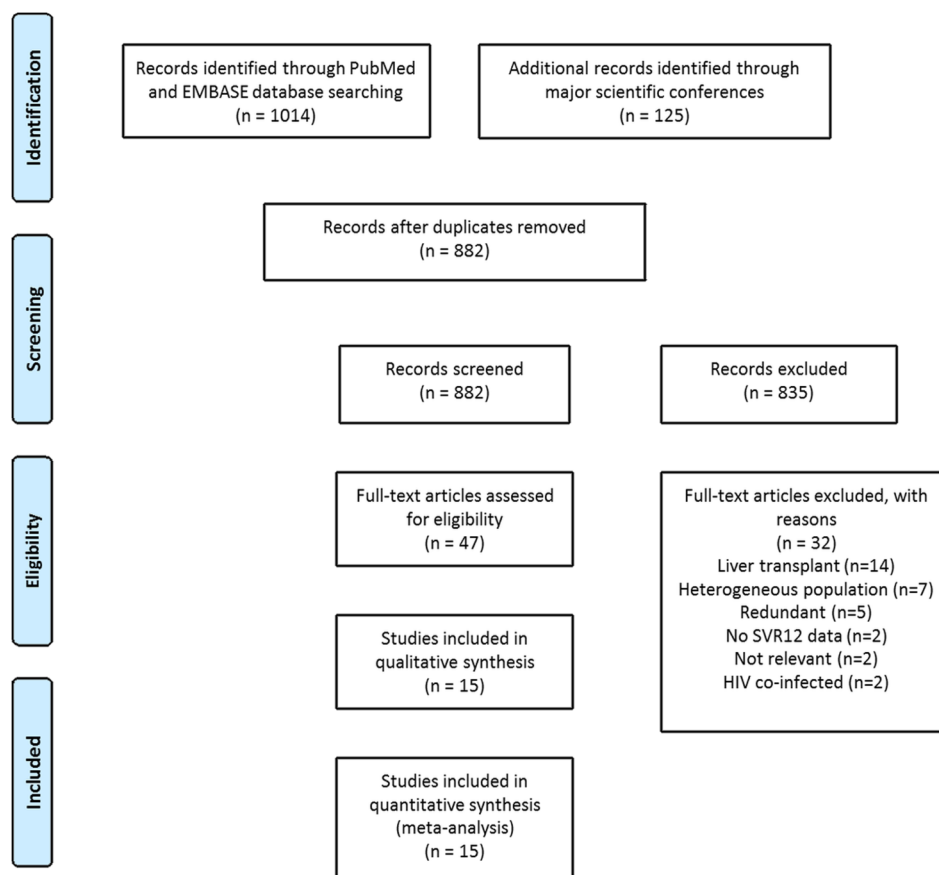 Identification
Records identified through PubMed
and EMBASE database searching
(n = 1014)
Additional records identified through
major scientific conferences
(n = 125)
Records after duplicates removed
(n = 882)
Screening
Records screened
(n = 882)
Records excluded
(n = 835)
Eligibility
Full-text articles assessed
for eligibility
(n = 47)
Full-text articles excluded, with
reasons
(n = 32)
Liver transplant (n=14)
Heterogeneous population (n=7)
Redundant (n=5)
No SVR12 data (n=2)
Not relevant (n=2)
HIV co-infected (n=2)
Studies included in
qualitative synthesis
(n = 15)
Included
Studies included in
quantitative synthesis
(meta-analysis)
(n = 15)